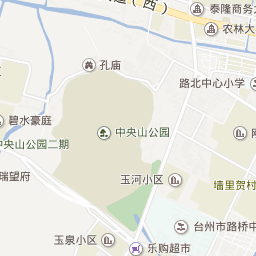 （西）
泰隆商务大
农林大
孔庙
路北中心小学
碧水豪庭
中央山公园
中央山公园二期
瑞望府
玉河小区
墙里贺村
台州市路桥中
玉泉小区
乐购超市